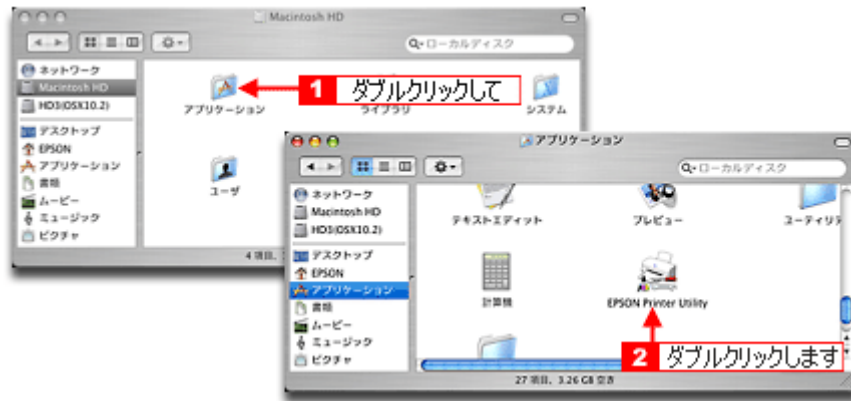 Macintosh HD
ローカルディスク
ネットワーク
Macintosh HD
HD3(OSX10.2)
デスクトップ
EPSON
アプリケーション
書類
ムービー
ミュージック
ピクチャ
アプリケーション
1 ダブルクリックして
ライブラリ
システム
ユーザ
4 項目、
アプリケーション
ローカルディスク
ネットワーク
Macintosh HD
HD3(OSX10.2)
デスクトップ
EPSON
アプリケーション
書類
ムービー
ミュージック
ピクチャ
テキストエディット
プレビュー
ユーティリテ
計算機
EPSON Printer Utility
2 ダブルクリックします
27 項目、3.26 GB 空き